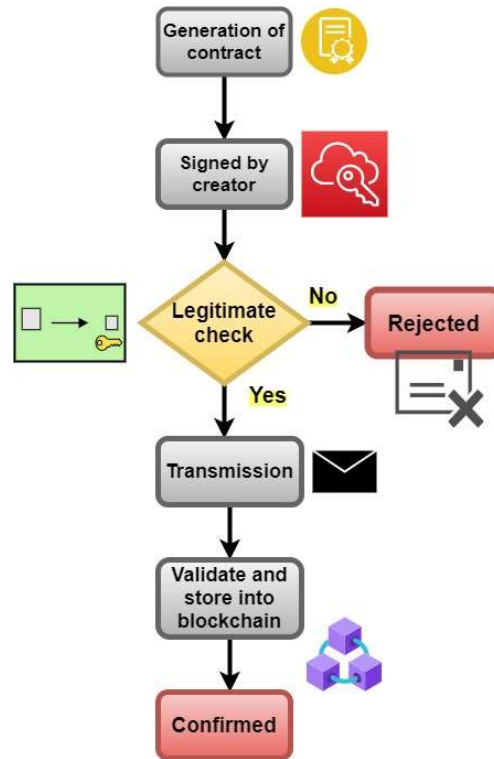 Generation of
contract
Signed by
creator
Legitimate
check
No
Rejected
Yes
Transmission
Validate and
store into
blockchain
Confirmed